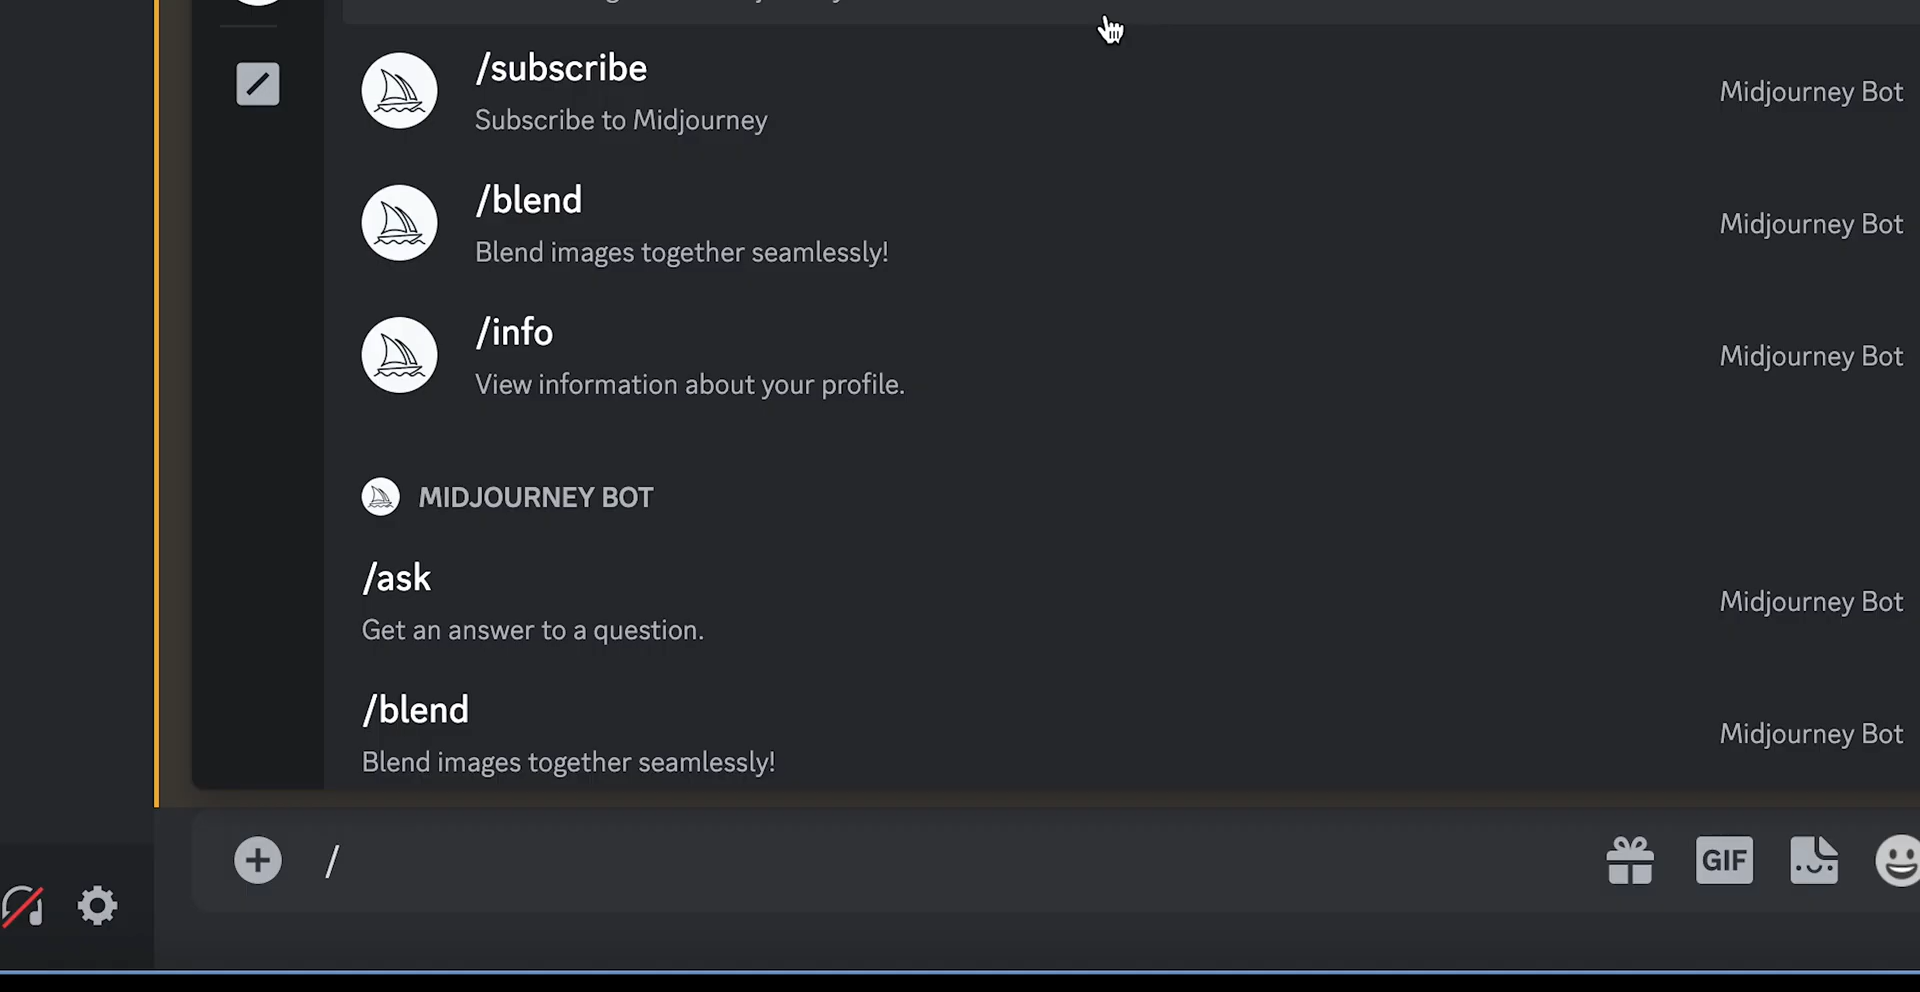 /subscribe
Midjourney Bot
Subscribe to Midjourney
/blend
Midjourney Bot
Blend images together seamlessly!
/info
Midjourney Bot
View information about your profile.
MIDJOURNEY BOT
/ask
Midjourney Bot
Get an answer to a question.
/blend
Midjourney Bot
Blend images together seamlessly!
/
GIF